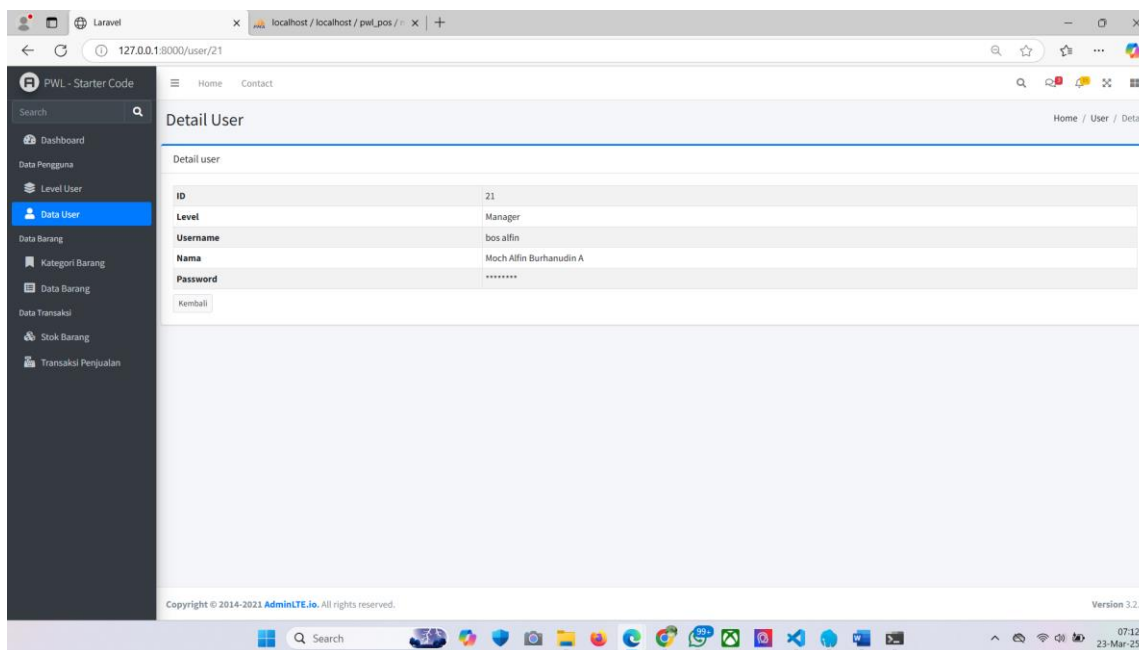 Laravel
localhost / localhost / pwl_pos /
127.0.0.1:8000/user/21
PWL - Starter Code
Home Contact
Search
Detail User
Home / User / Deta
Dashboard
Data Pengguna
Detail user
Level User
ID 21
Data User
Level Manager
Data Barang
Username bos alfin
Kategori Barang
Nama Moch Alfin Burhanudin A
Data Barang
Password ********
Kembali
Data Transaksi
Stok Barang
Transaksi Penjualan
Copyright © 2014-2021 AdminLTE.io. All rights reserved.
Version 3.2.
Search
99+
07:12
23-Mar-25